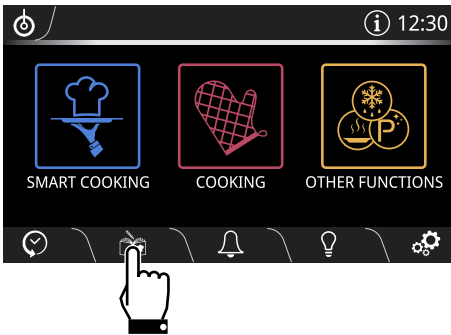 12:30
SMART COOKING
COOKING
OTHER FUNCTIONS
P